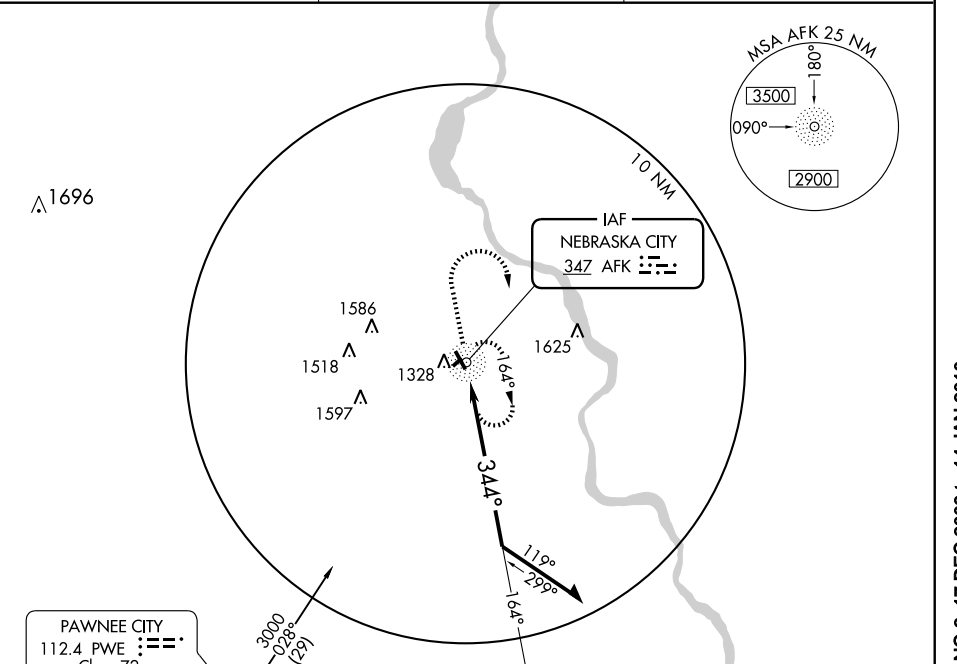 MSA AFK 25 NM
180°
3500
090°
2900
10 NM
1696
IAF
NEBRASKA CITY
347 AFK
1586
1518
1328
1625
1597
164°
344°
119°
299°
164°
3000
028°
(29)
PAWNEE CITY
112.4 PWE